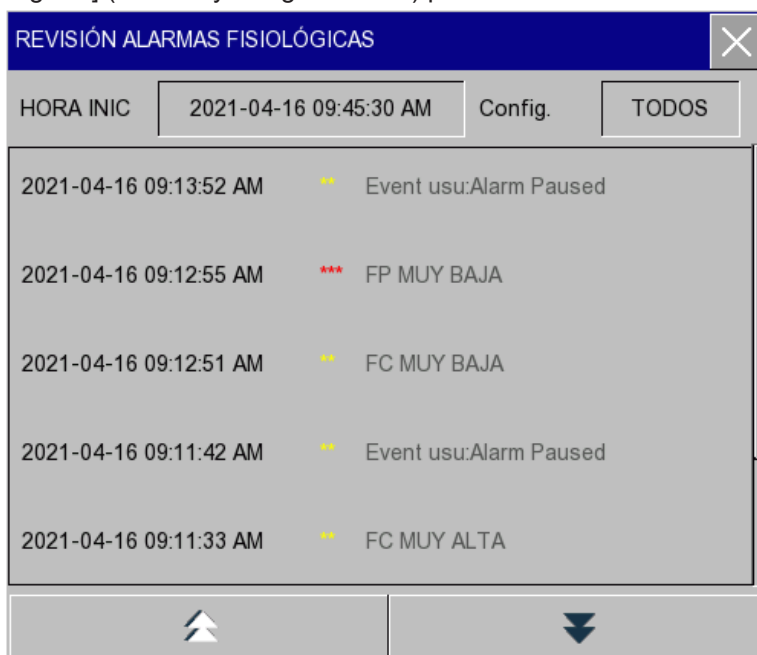 REVISIÓN ALARMAS FISIOLÓGICAS
HORA INIC 2021-04-16 09:45:30 AM Config. TODOS
2021-04-16 09:13:52 AM ** Event usu:Alarm Paused
2021-04-16 09:12:55 AM *** FP MUY BAJA
2021-04-16 09:12:51 AM ** FC MUY BAJA
2021-04-16 09:11:42 AM ** Event usu:Alarm Paused
2021-04-16 09:11:33 AM ** FC MUY ALTA